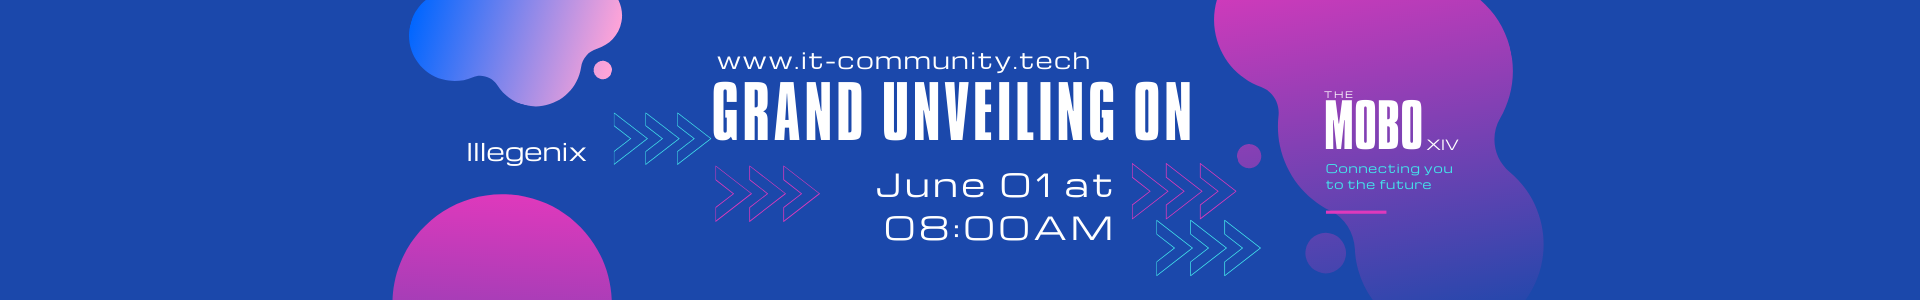 www.it-community.tech
GRAND UNVEILING ON
Illegenix
June 01 at
08:00AM
THE
MOBO XIV
Connecting you
to the future